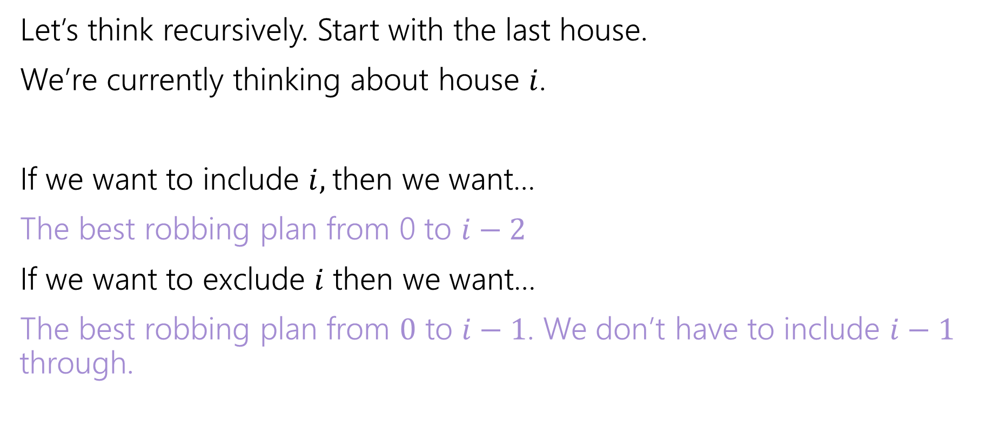 Let’s think recursively. Start with the last house.
We’re currently thinking about house i.
If we want to include i, then we want...
The best robbing plan from 0 to i − 2
If we want to exclude i then we want...
The best robbing plan from 0 to i − 1. We don’t have to include i − 1
through.